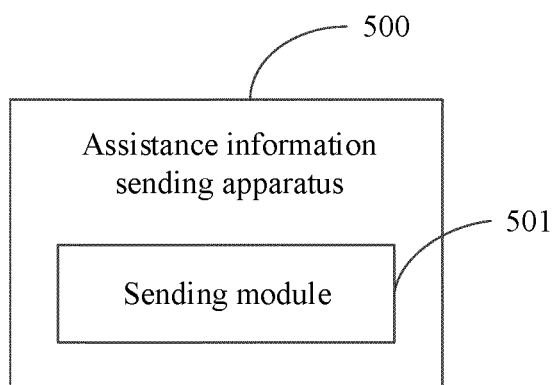 500
Assistance information
sending apparatus
501
Sending module